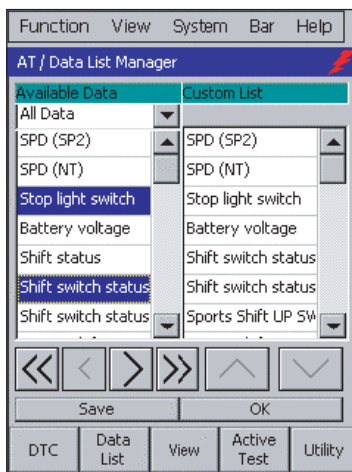 Function View System Bar Help
AT / Data List Manager
Available Data Custom List
All Data
SPD (SP2) SPD (SP2)
SPD (NT) SPD (NT)
Stop light switch Stop light switch
Battery voltage Battery voltage
Shift status Shift switch status
Shift switch status Shift switch status
Shift switch status Sports Shift UP SW
Save OK
DTC Data List View Active Test Utility